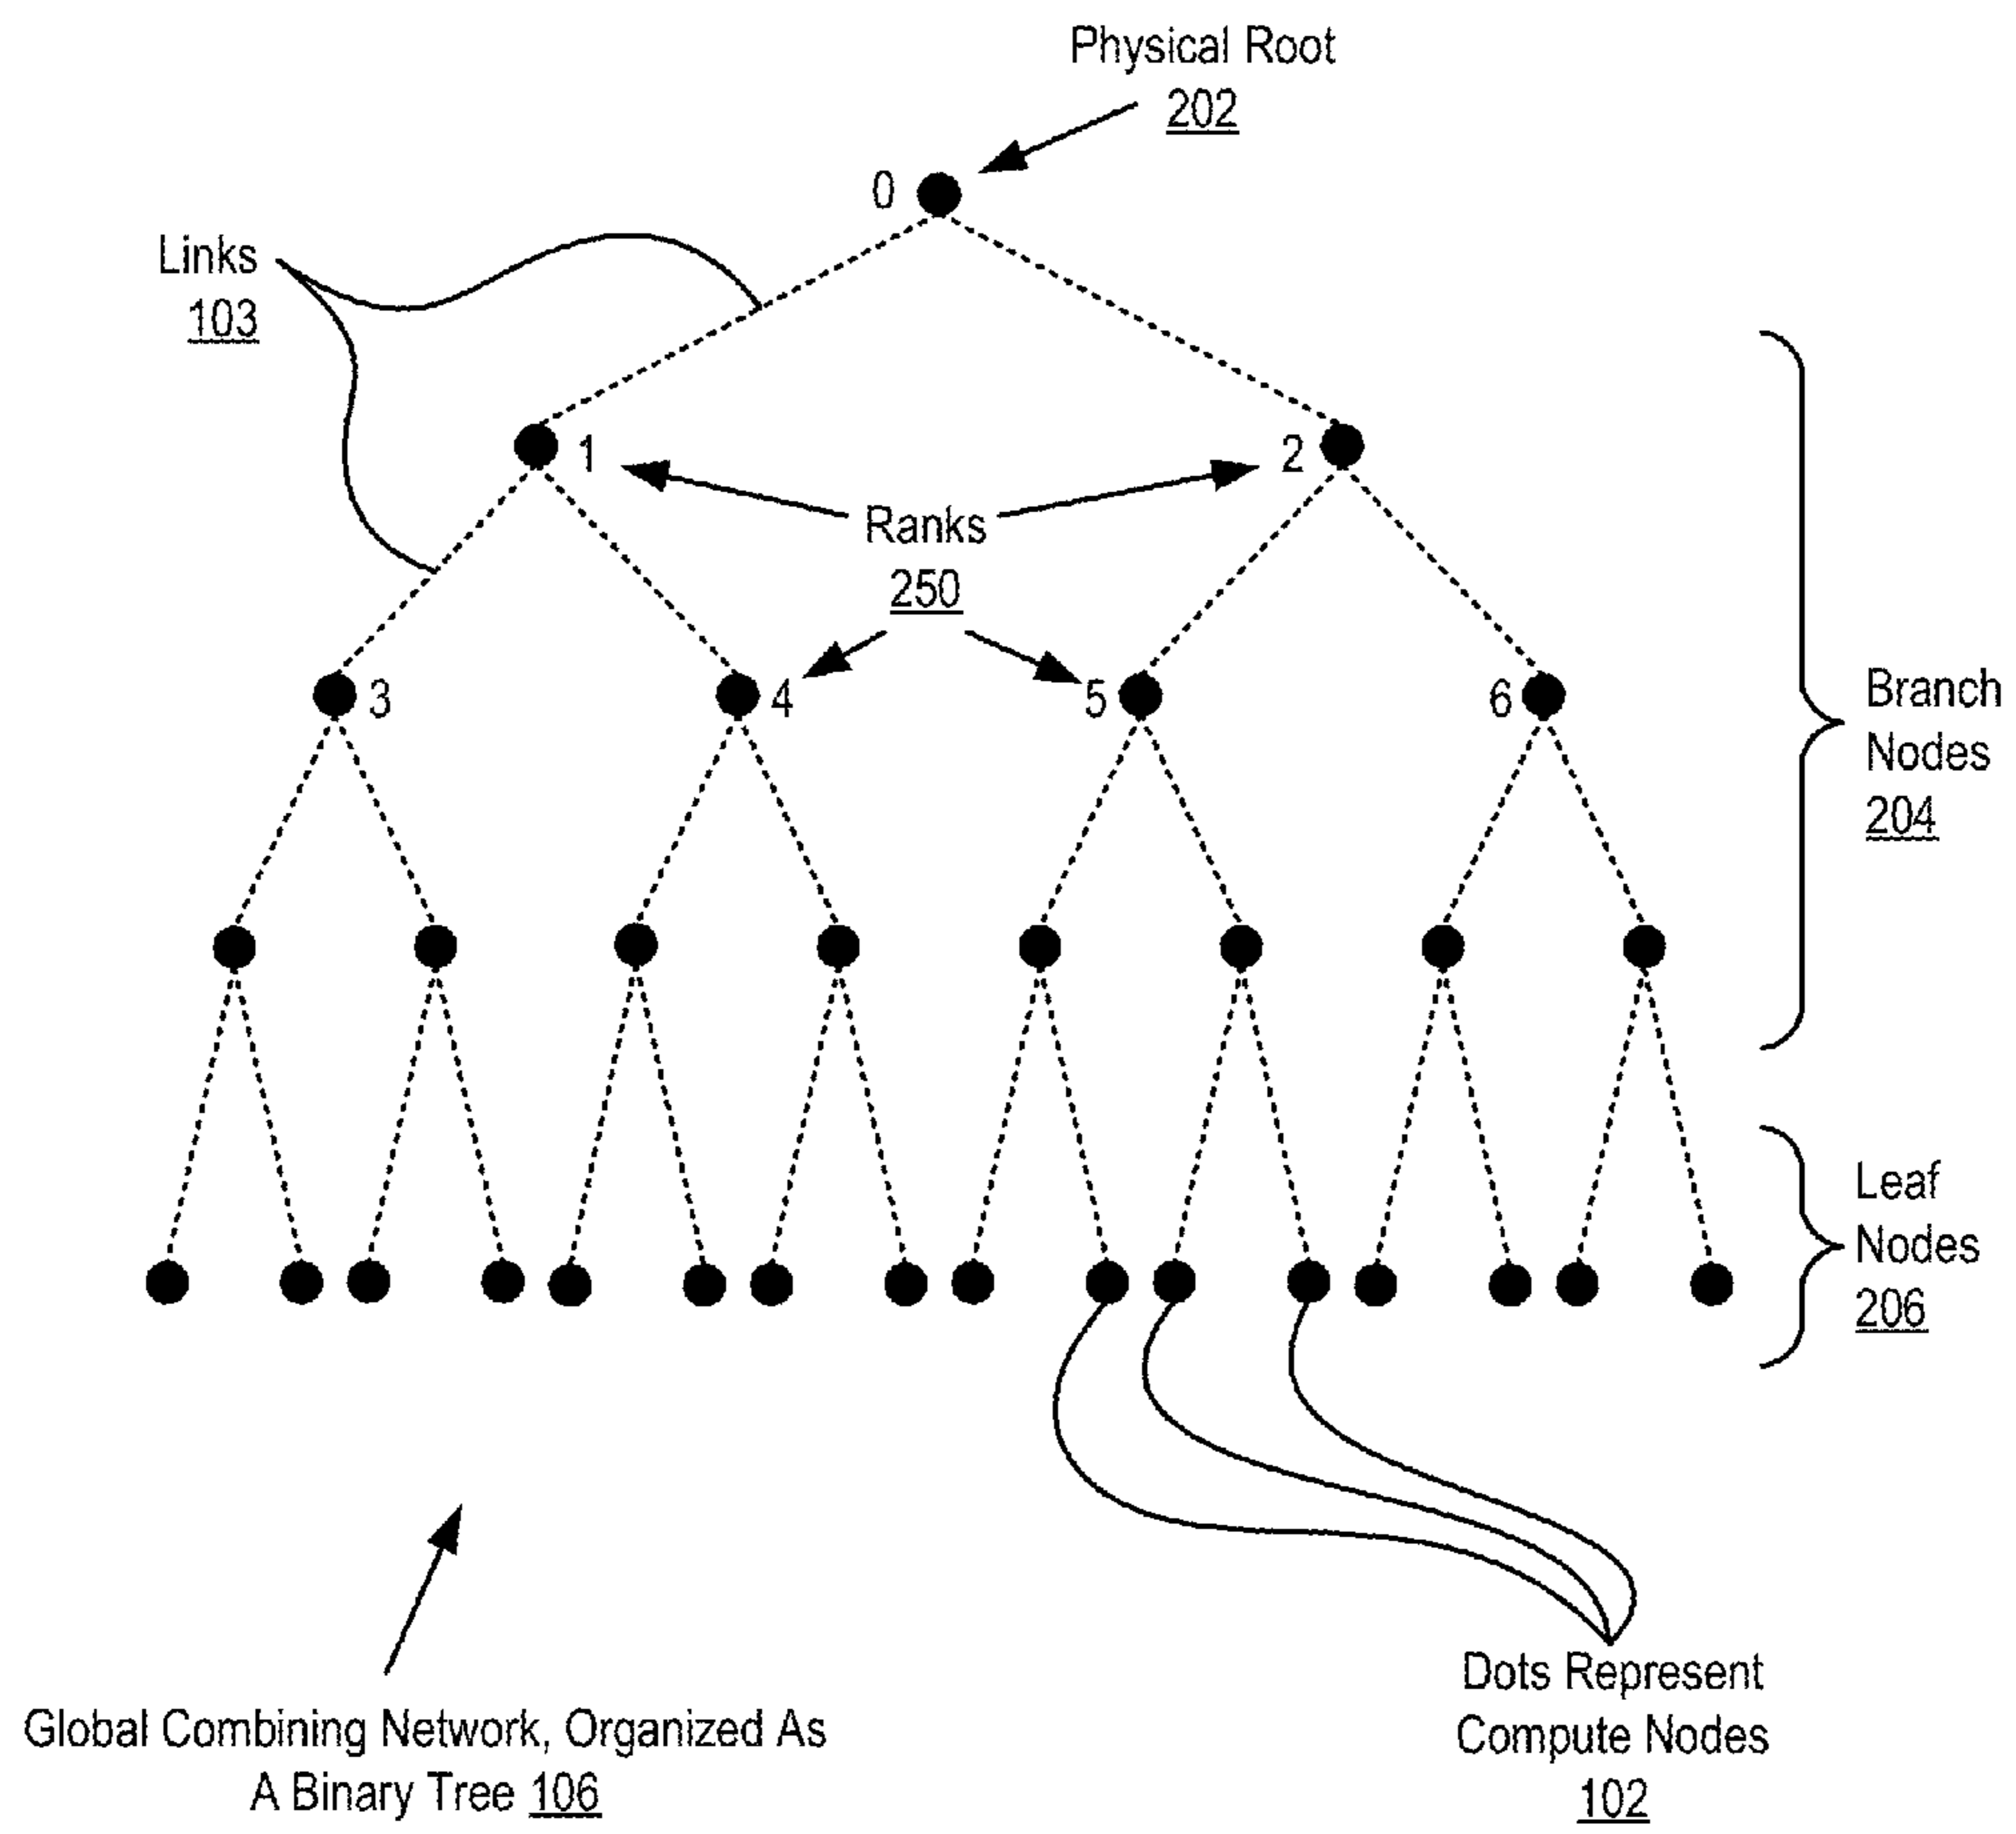 Physical Root
202
0
Links
103
1
2
Ranks
250
3
4
5
6
Branch
Nodes
204
Leaf
Nodes
206
Dots Represent
Compute Nodes
102
Global Combining Network, Organized As
A Binary Tree 106